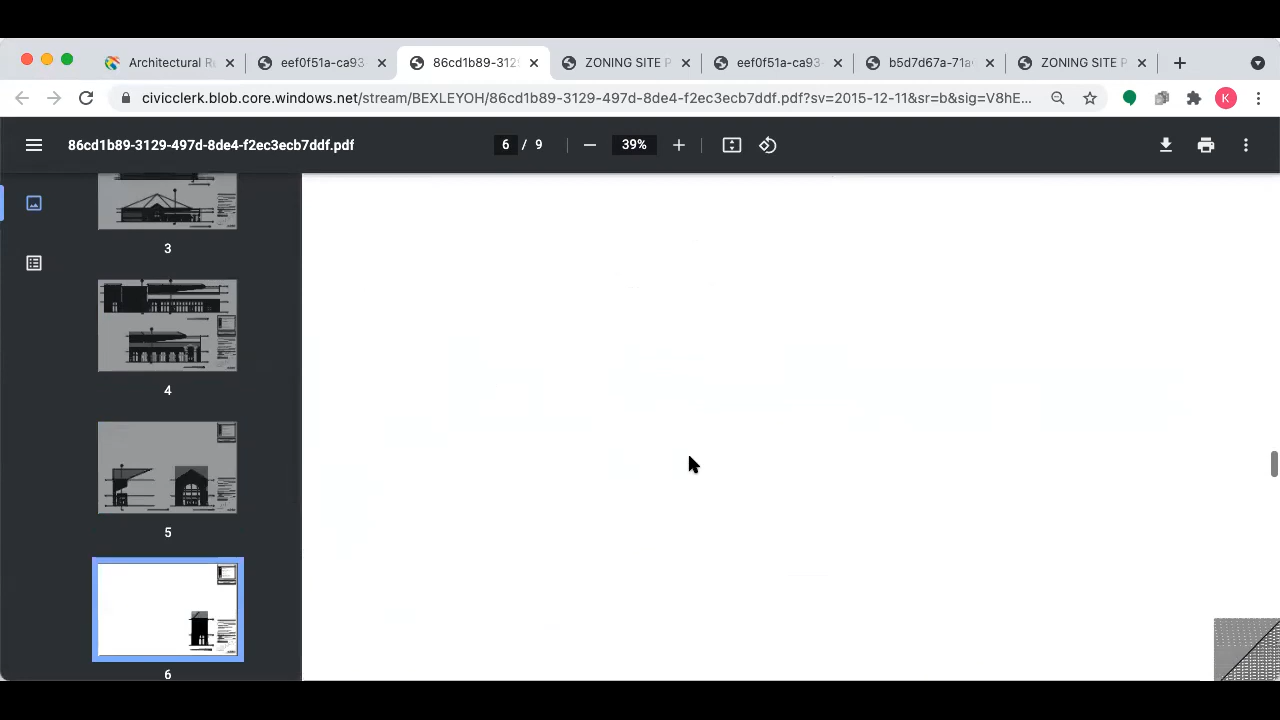 Architectural R
eef0f51a-ca93
86cd1b89-3129
ZONING SITE P
eef0f51a-ca93-
b5d7d67a-71a
ZONING SITE P
civicclerk.blob.core.windows.net/stream/BEXLEYOH/86cd1b89-3129-497d-8de4-f2ec3ecb7ddf.pdf?sv=2015-12-11&sr=b&sig=V8hE...
K
86cd1b89-3129-497d-8de4-f2ec3ecb7ddf.pdf
6 / 9
39%
3
4
5
6